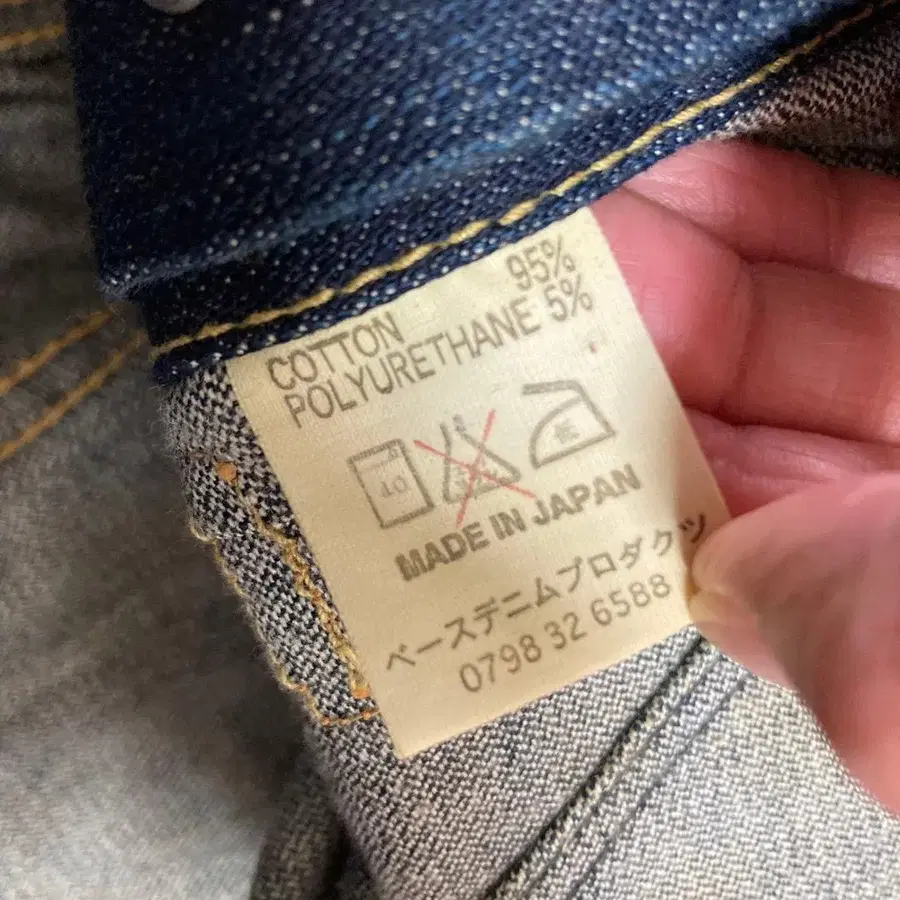 COTTON 95%
POLYURETHANE 5%
40
MADE IN JAPAN
ベースデニムプロダクツ
0798 32 6588